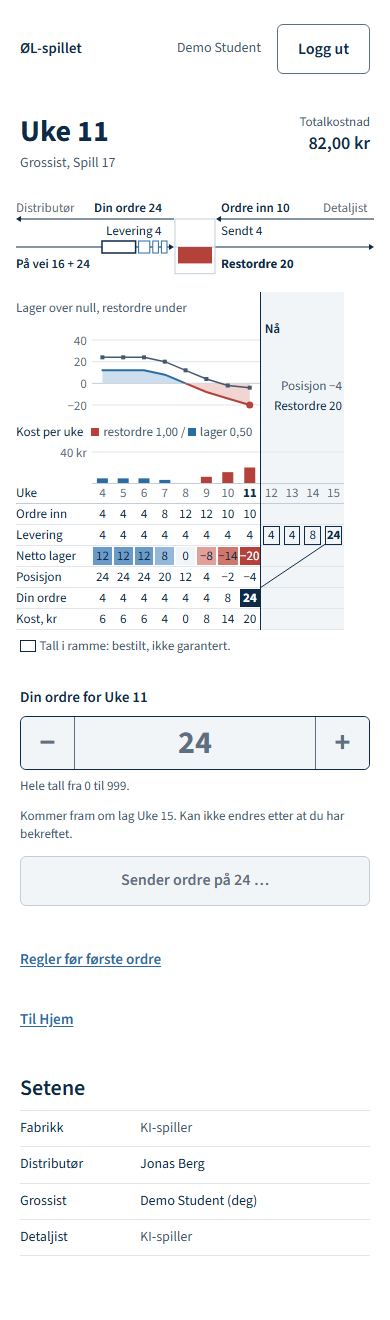 ØL-spillet Demo Student Logg ut
Uke 11 Totalkostnad
82,00 kr
Grossist, Spill 17
Distributør Din ordre 24 Ordre inn 10 Detaljist
Levering 4 Sendt 4
På vei 16 + 24 Restordre 20
Lager over null, restordre under
Nå
40
20
0 Posisjon −4
−20 Restordre 20
Kost per uke restordre 1,00 / lager 0,50
40 kr
Uke 4 5 6 7 8 9 10 11 12 13 14 15
Ordre inn 4 4 4 8 12 12 10 10
Levering 4 4 4 4 4 4 4 4 4 4 8 24
Netto lager 12 12 12 8 0 −8 −14 −20
Posisjon 24 24 24 20 12 4 −2 −4
Din ordre 4 4 4 4 4 4 8 24
Kost, kr 6 6 6 4 0 8 14 20
Tall i ramme: bestilt, ikke garantert.
Din ordre for Uke 11
− 24 +
Hele tall fra 0 til 999.
Kommer fram om lag Uke 15. Kan ikke endres etter at du har
bekreftet.
Sender ordre på 24 …
Regler før første ordre
Til Hjem
Setene
Fabrikk KI-spiller
Distributør Jonas Berg
Grossist Demo Student (deg)
Detaljist KI-spiller